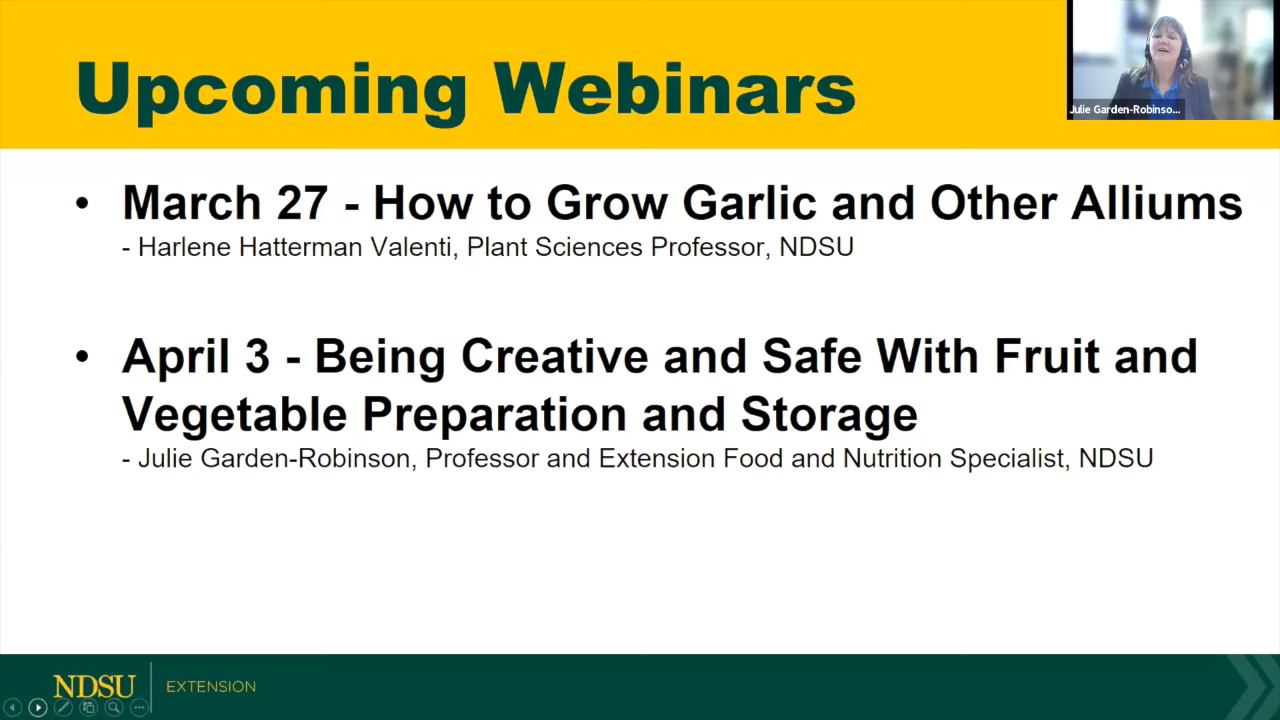 Upcoming Webinars
Julie Garden-Robinso...
• March 27 - How to Grow Garlic and Other Alliums
- Harlene Hatterman Valenti, Plant Sciences Professor, NDSU
• April 3 - Being Creative and Safe With Fruit and
Vegetable Preparation and Storage
- Julie Garden-Robinson, Professor and Extension Food and Nutrition Specialist, NDSU
NDSU EXTENSION